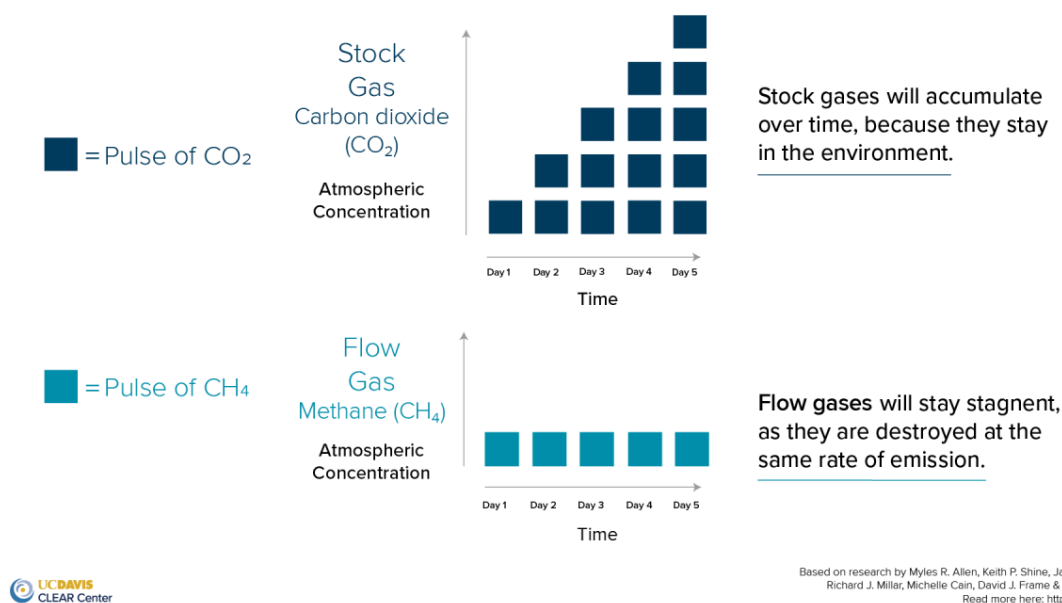 Stock
Gas
Carbon dioxide
(CO₂)
Atmospheric
Concentration
= Pulse of CO₂
Day 1 Day 2 Day 3 Day 4 Day 5
Time
Stock gases will accumulate
over time, because they stay
in the environment.
Flow
Gas
Methane (CH₄)
Atmospheric
Concentration
= Pulse of CH₄
Day 1 Day 2 Day 3 Day 4 Day 5
Time
Flow gases will stay stagnent,
as they are destroyed at the
same rate of emission.
UCDAVIS
CLEAR Center
Based on research by Myles R. Allen, Keith P. Shine,
Richard J. Millar, Michelle Cain, David J. Frame &
Read more here: